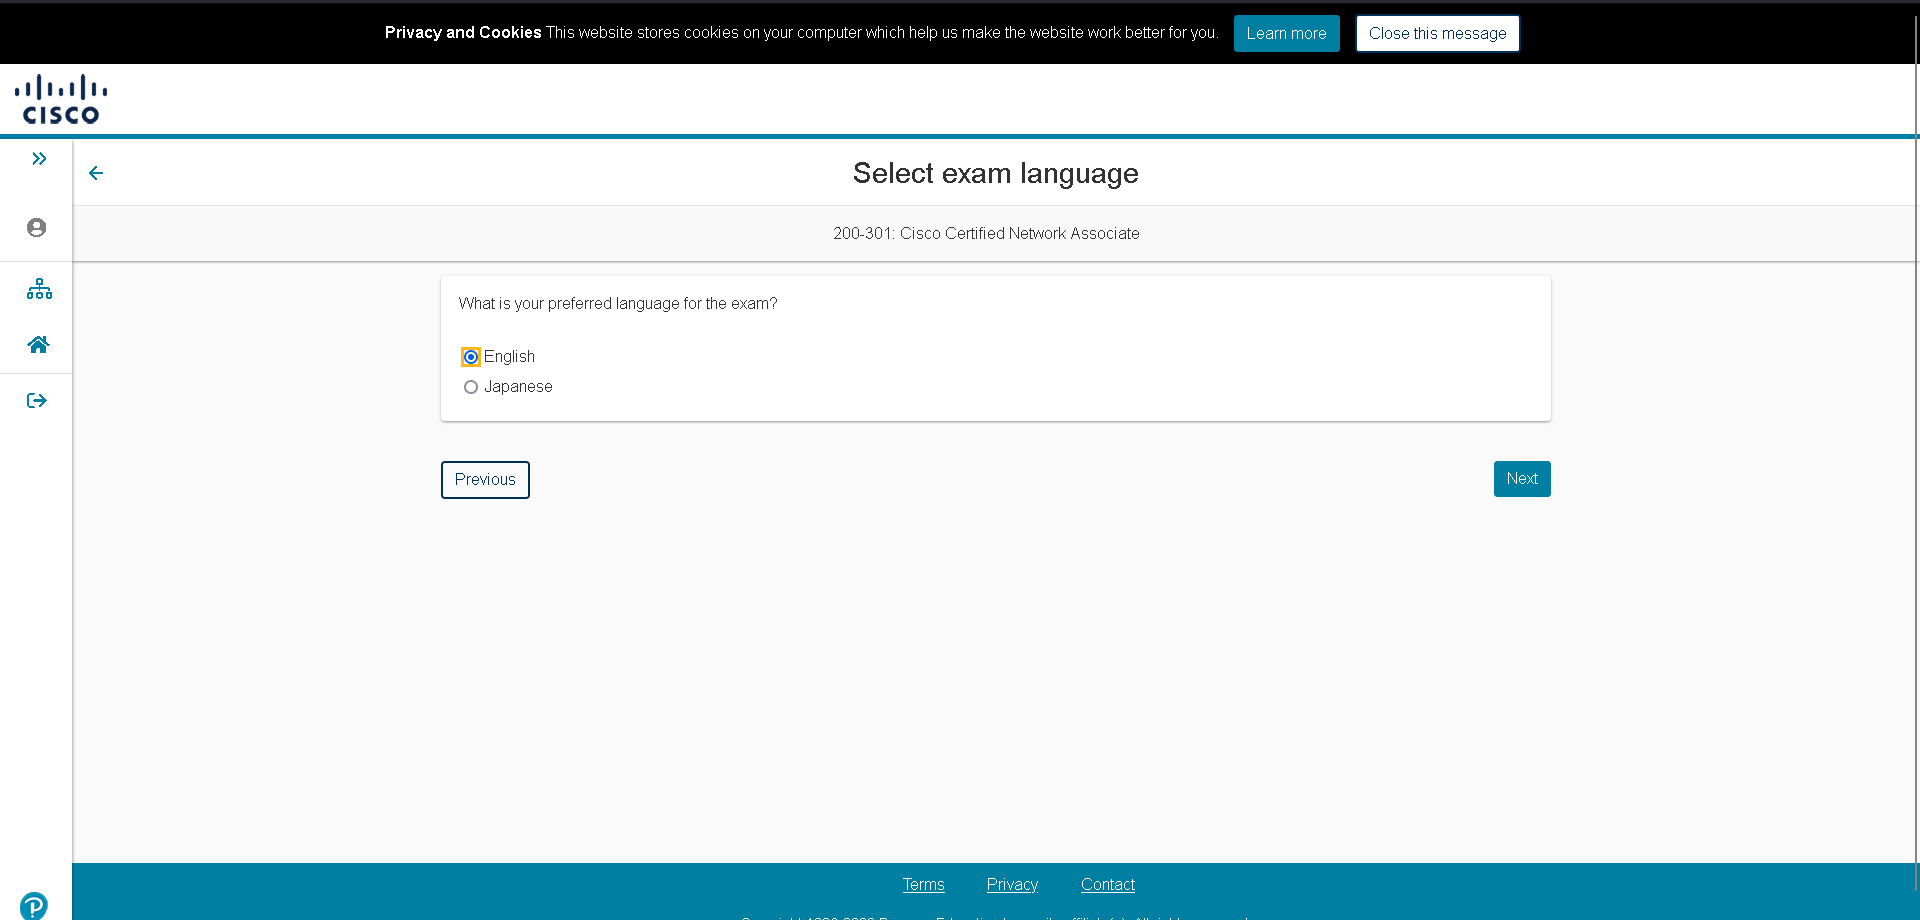 Privacy and Cookies This website stores cookies on your computer which help us make the website work better for you. Learn more Close this message
CISCO
Select exam language
200-301: Cisco Certified Network Associate
What is your preferred language for the exam?
English
Japanese
Previous Next
Terms Privacy Contact